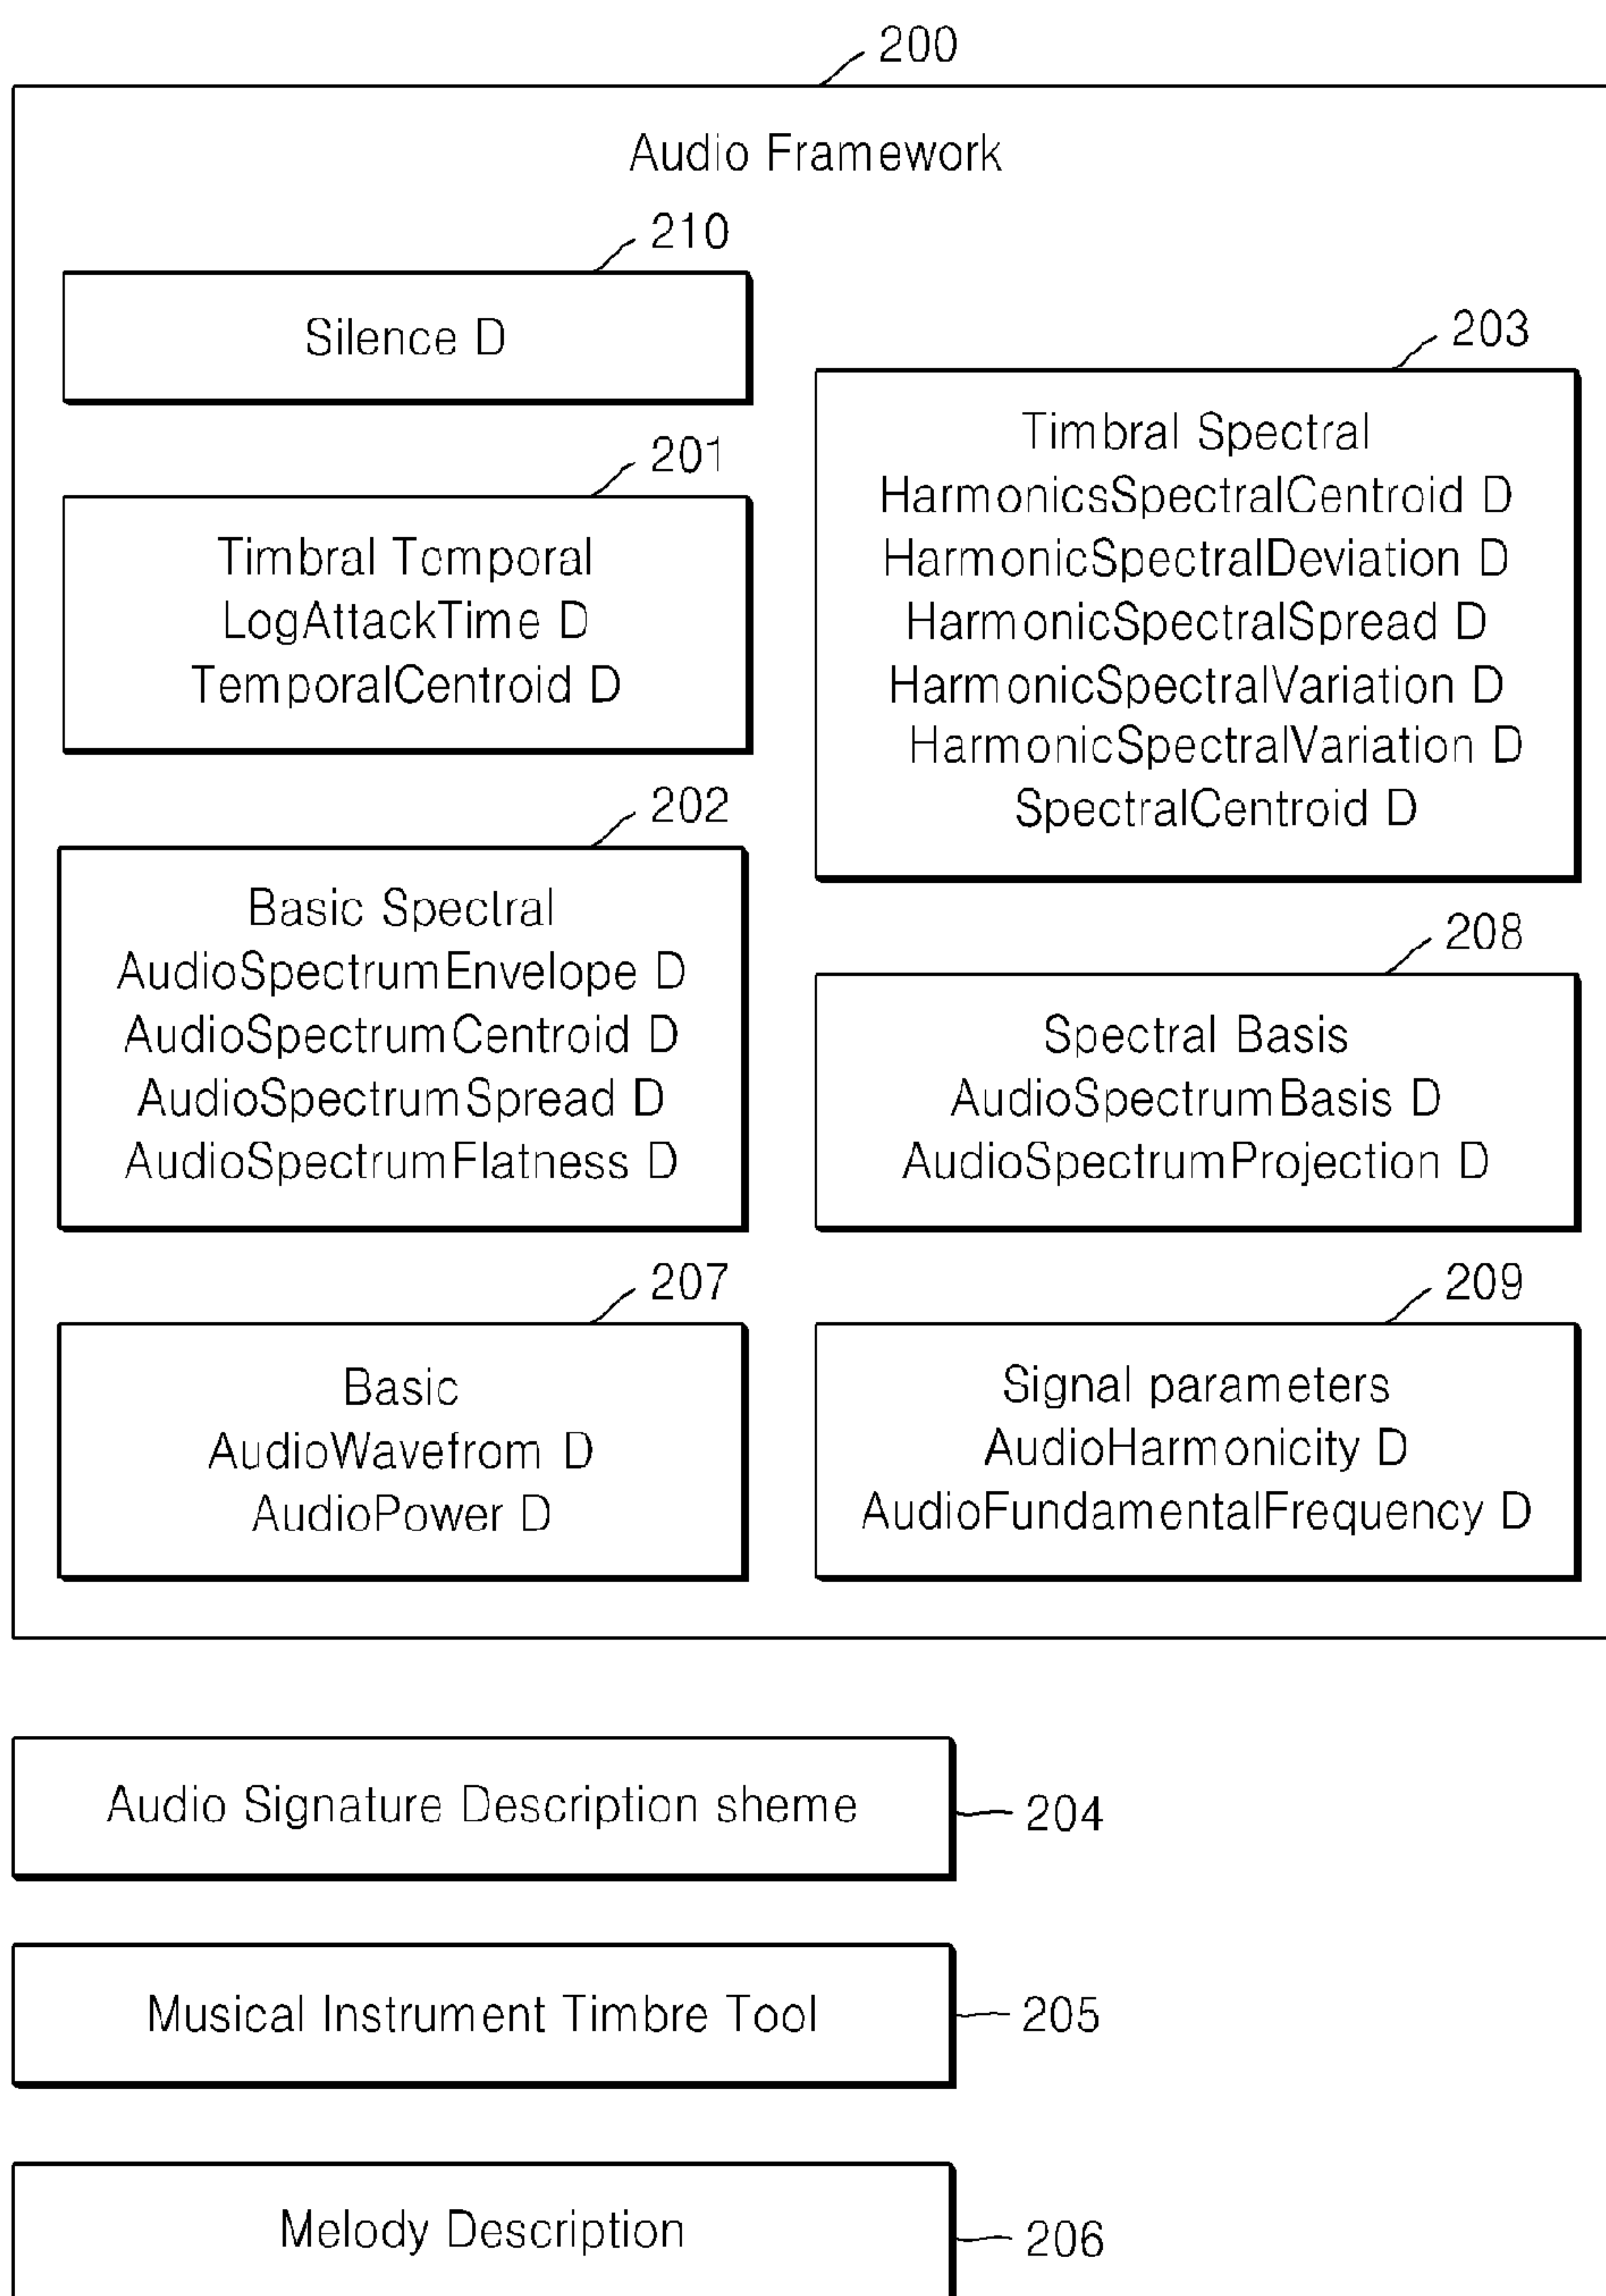 200
Audio Framework
210
Silence D
201
Timbral Temporal
LogAttackTime D
TemporalCentroid D
203
Timbral Spectral
HarmonicsSpectralCentroid D
HarmonicSpectralDeviation D
HarmonicSpectralSpread D
HarmonicSpectralVariation D
HarmonicSpectralVariation D
SpectralCentroid D
202
Basic Spectral
AudioSpectrumEnvelope D
AudioSpectrumCentroid D
AudioSpectrumSpread D
AudioSpectrumFlatness D
208
Spectral Basis
AudioSpectrumBasis D
AudioSpectrumProjection D
207
Basic
AudioWavefrom D
AudioPower D
209
Signal parameters
AudioHarmonicity D
AudioFundamentalFrequency D
Audio Signature Description sheme
204
Musical Instrument Timbre Tool
205
Melody Description
206